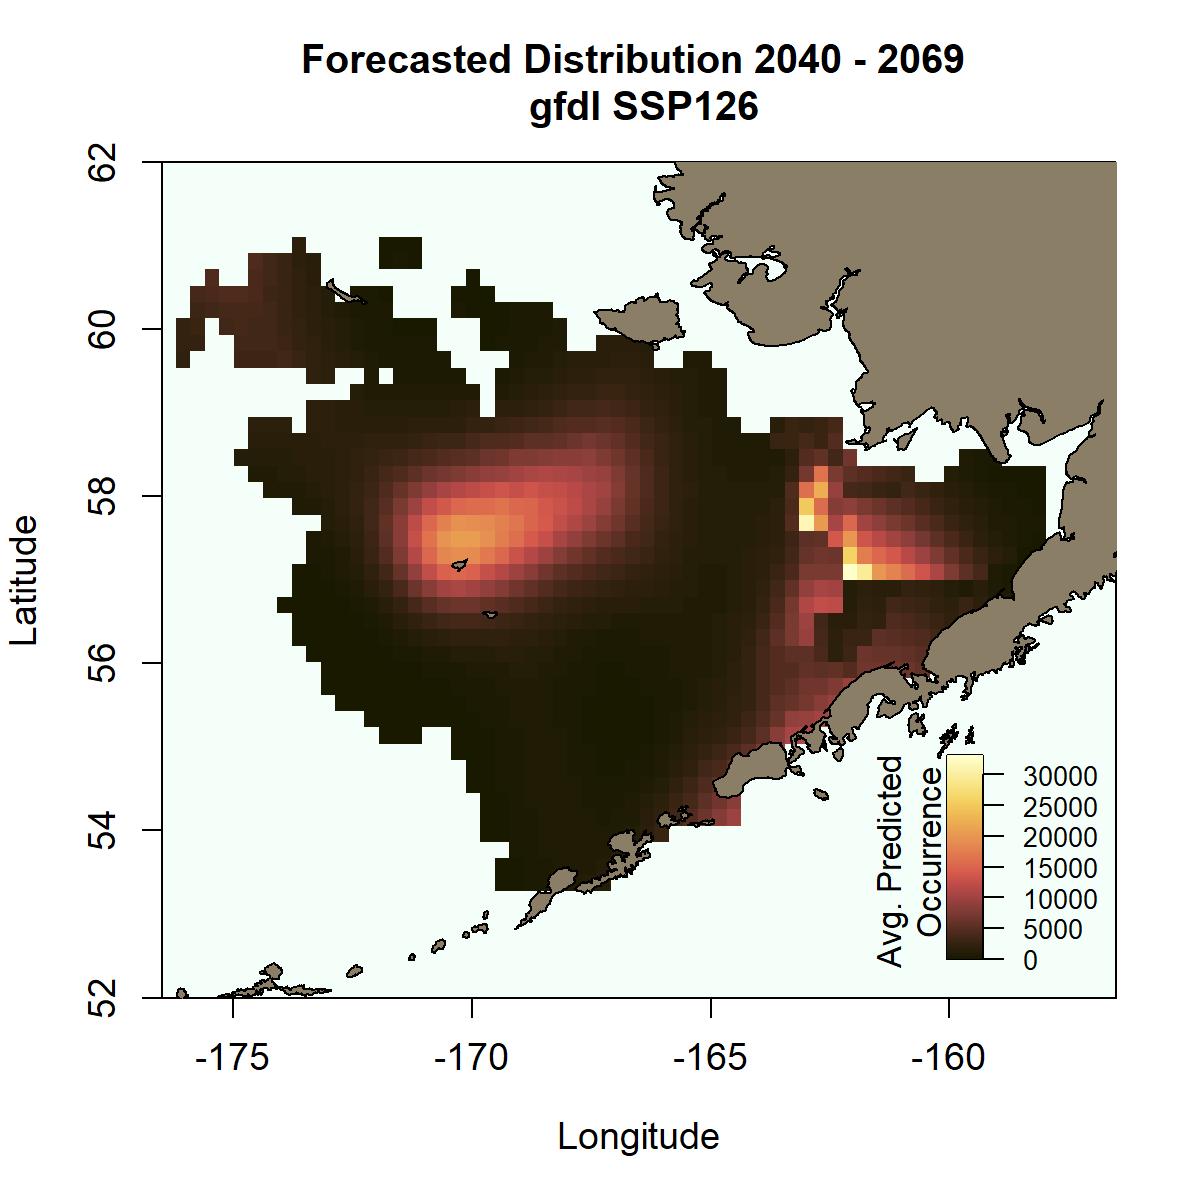 Forecasted Distribution 2040 - 2069
gfdl SSP126
62
60
58
56
54
52
Latitude
-175
-170
-165
-160
Longitude
Avg. Predicted
Occurrence
30000
25000
20000
15000
10000
5000
0